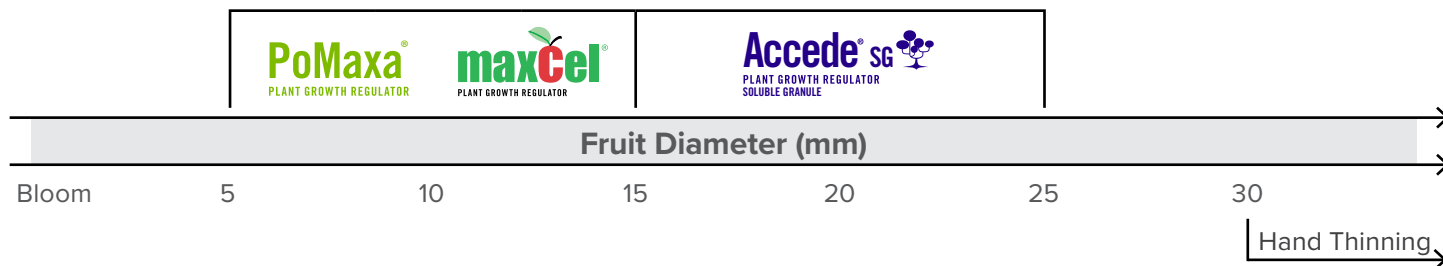 PoMaxa®
PLANT GROWTH REGULATOR
maxCel®
PLANT GROWTH REGULATOR
Accede® SG
PLANT GROWTH REGULATOR
SOLUBLE GRANULE
Fruit Diameter (mm)
Bloom 5 10 15 20 25 30
Hand Thinning